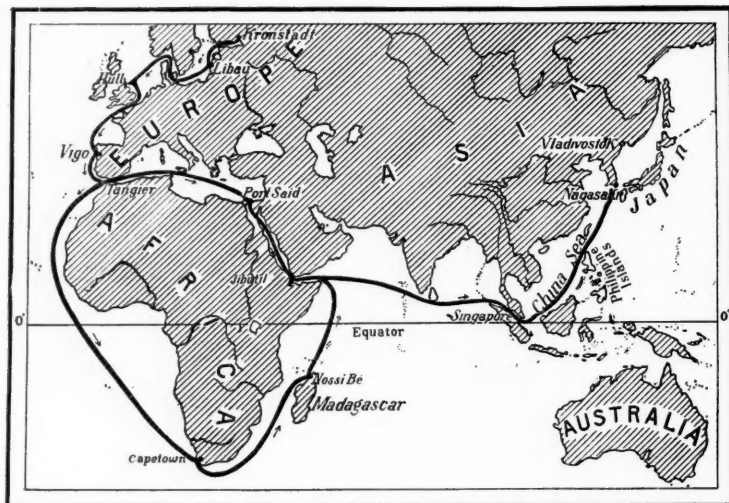 Kronstadt
Hull
Libau
EUROPE
ASIA
Vladivostok
Vigo
Nagasaki
Japan
Tangier
Port Said
AFRICA
Jibutil
China Sea
Philippine
Islands
Singapore
0°
Equator
0°
Nossi Bé
Madagascar
AUSTRALIA
Capetown